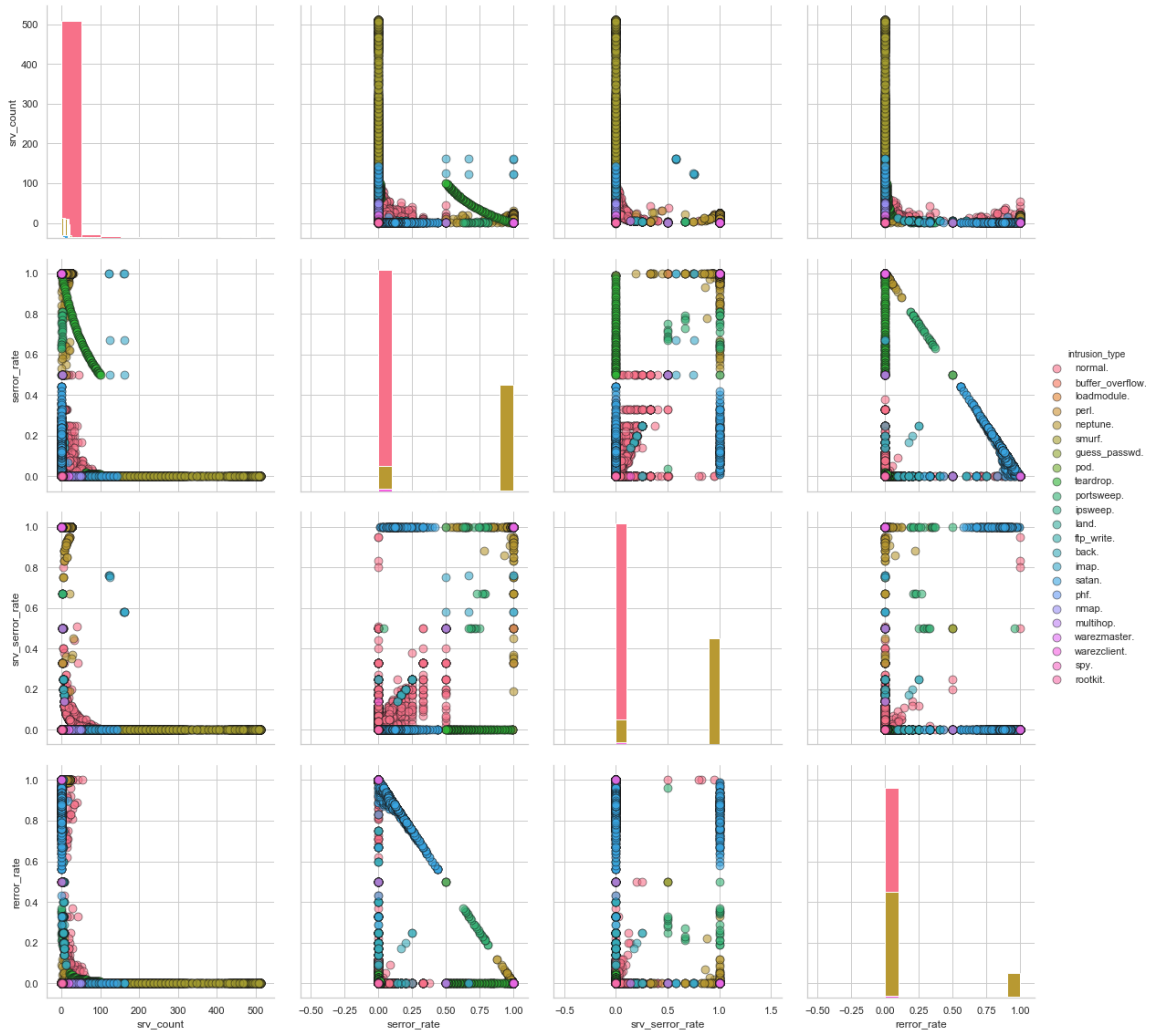 500
400
300
200
100
0
srv_count
1.0
0.8
0.6
0.4
0.2
0.0
serror_rate
intrusion_type
normal.
buffer_overflow.
loadmodule.
perl.
neptune.
smurf.
guess_passwd.
pod.
teardrop.
portsweep.
ipsweep.
land.
ftp_write.
back.
imap.
satan.
phf.
nmap.
multihop.
warezmaster.
warezclient.
spy.
rootkit.
1.0
0.8
0.6
0.4
0.2
0.0
srv_serror_rate
1.0
0.8
0.6
0.4
0.2
0.0
rerror_rate
0 100 200 300 400 500
−0.50 −0.25 0.00 0.25 0.50 0.75 1.00
−0.5 0.0 0.5 1.0 1.5
−0.50 −0.25 0.00 0.25 0.50 0.75 1.00
srv_count serror_rate srv_serror_rate rerror_rate